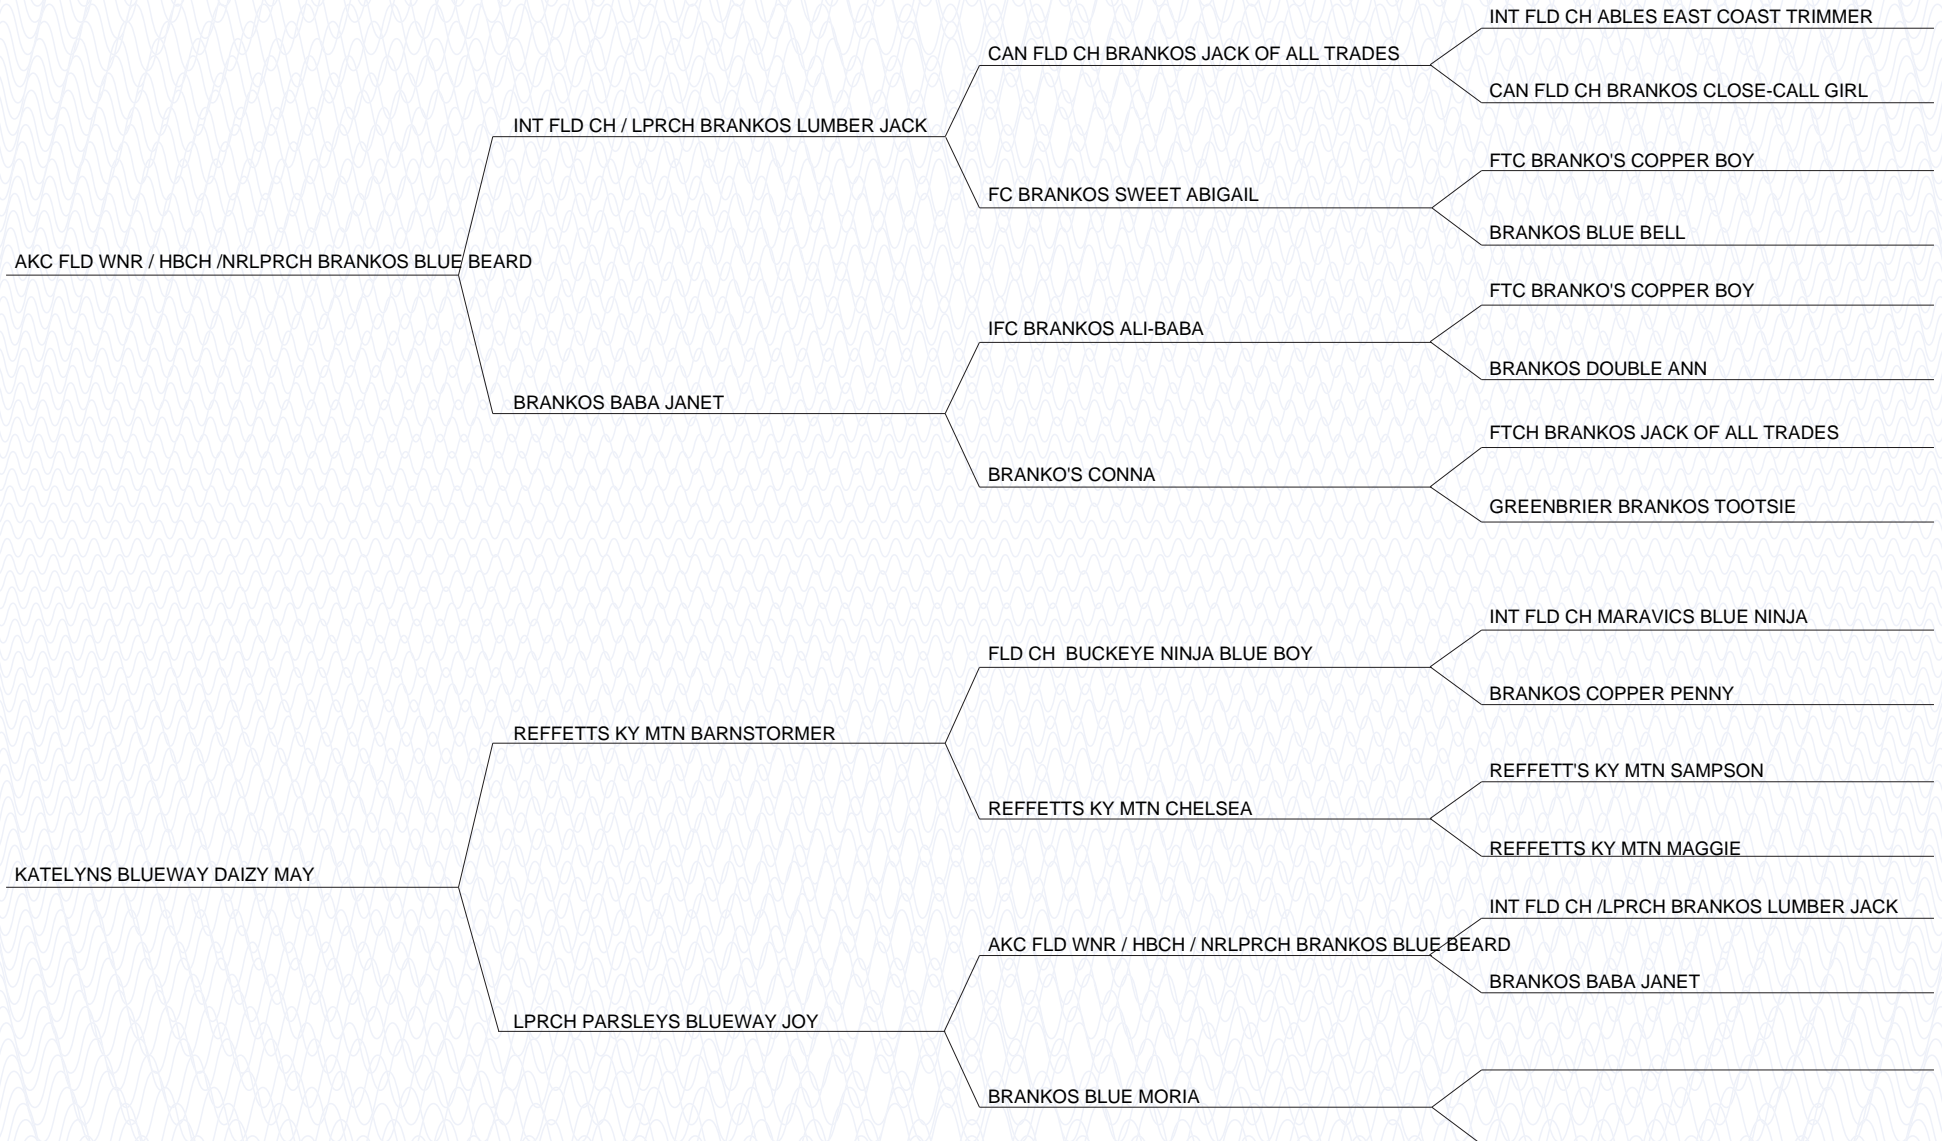 INT FLD CH ABLES EAST COAST TRIMMER
CAN FLD CH BRANKOS JACK OF ALL TRADES
CAN FLD CH BRANKOS CLOSE-CALL GIRL
INT FLD CH / LPRCH BRANKOS LUMBER JACK
FTC BRANKO'S COPPER BOY
FC BRANKOS SWEET ABIGAIL
BRANKOS BLUE BELL
AKC FLD WNR / HBCH /NRLPRCH BRANKOS BLUE BEARD
FTC BRANKO'S COPPER BOY
IFC BRANKOS ALI-BABA
BRANKOS DOUBLE ANN
BRANKOS BABA JANET
FTCH BRANKOS JACK OF ALL TRADES
BRANKO'S CONNA
GREENBRIER BRANKOS TOOTSIE
INT FLD CH MARAVICS BLUE NINJA
FLD CH  BUCKEYE NINJA BLUE BOY
BRANKOS COPPER PENNY
REFFETTS KY MTN BARNSTORMER
REFFETT'S KY MTN SAMPSON
REFFETTS KY MTN CHELSEA
REFFETTS KY MTN MAGGIE
KATELYNS BLUEWAY DAIZY MAY
INT FLD CH /LPRCH BRANKOS LUMBER JACK
AKC FLD WNR / HBCH / NRLPRCH BRANKOS BLUE BEARD
BRANKOS BABA JANET
LPRCH PARSLEYS BLUEWAY JOY
BRANKOS BLUE MORIA